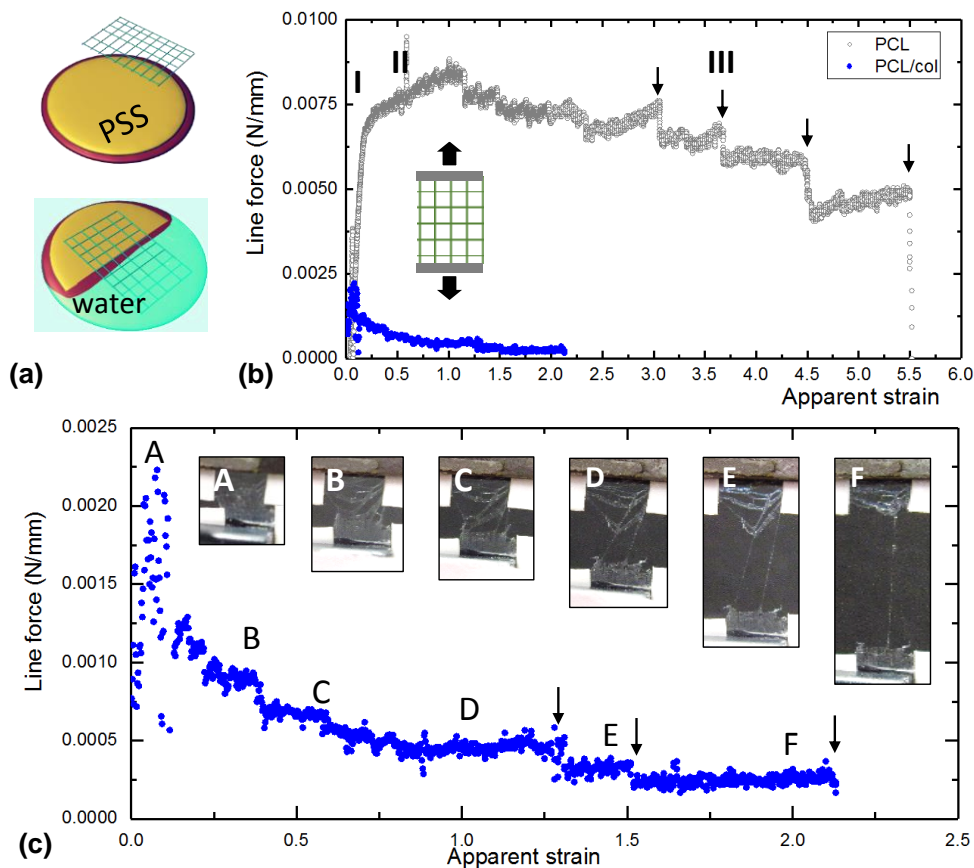 (a)
PSS
water
(b)
Line force (N/mm)
0.0100
0.0075
0.0050
0.0025
0.0000
I
II
III
PCL
PCL/col
0.0 0.5 1.0 1.5 2.0 2.5 3.0 3.5 4.0 4.5 5.0 5.5 6.0
Apparent strain
(c)
Line force (N/mm)
0.0025
0.0020
0.0015
0.0010
0.0005
0.0000
A
B
C
D
E
F
A
B
C
D
E
F
0.0 0.5 1.0 1.5 2.0 2.5
Apparent strain